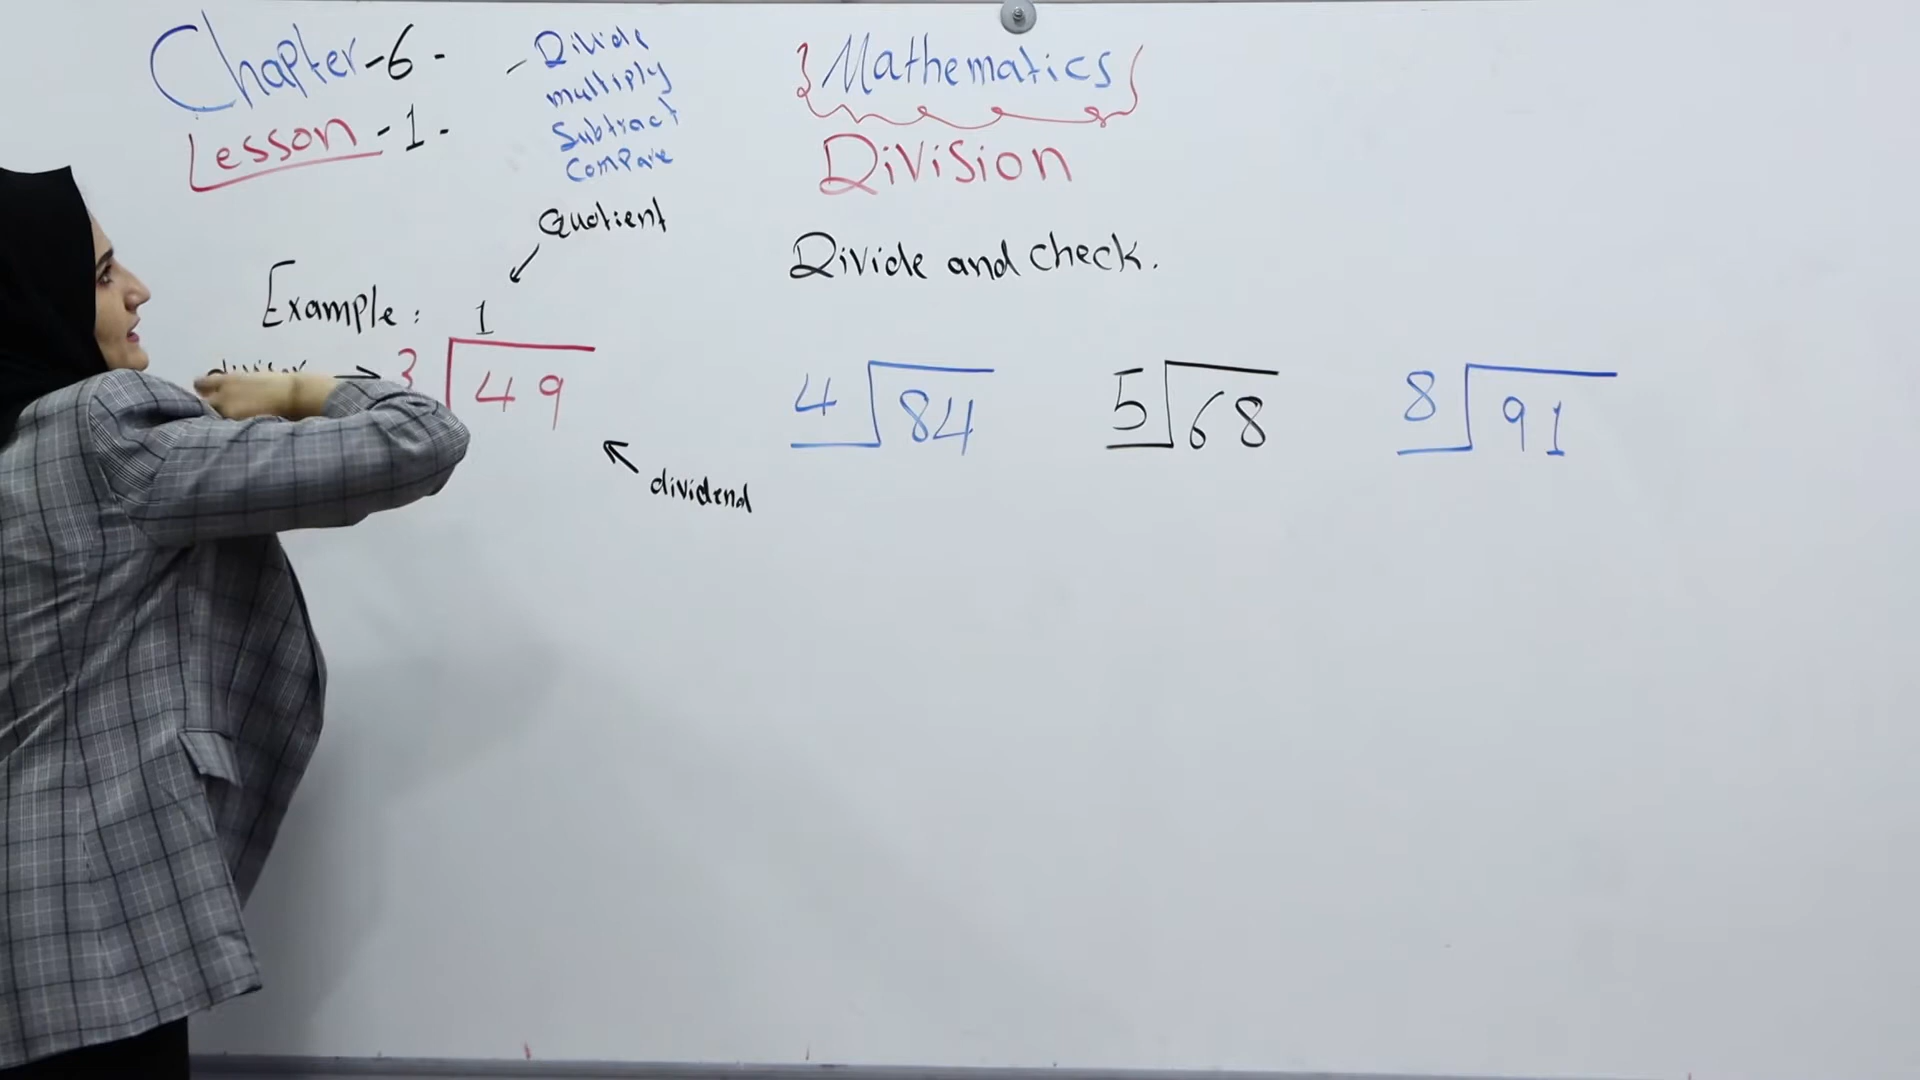 Chapter-6-
Lesson-1-
- Divide
multiply
Subtract
Compare
Mathematics
Division
Quotient
Divide and check.
Example:
1
divisor → 3 49
dividend
4 84
5 68
8 91